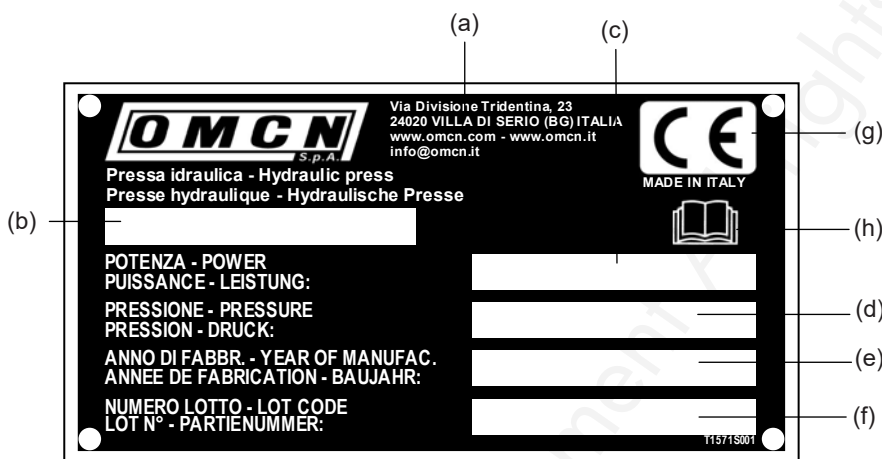 (a)
(c)
OMCN
S.p.A.
Via Divisione Tridentina, 23
24020 VILLA DI SERIO (BG) ITALIA
www.omcn.com - www.omcn.it
info@omcn.it
CE
(g)
MADE IN ITALY
Pressa idraulica - Hydraulic press
Presse hydraulique - Hydraulische Presse
(b)
(h)
POTENZA - POWER
PUISSANCE - LEISTUNG:
PRESSIONE - PRESSURE
PRESSION - DRUCK:
(d)
ANNO DI FABBR. - YEAR OF MANUFAC.
ANNEE DE FABRICATION - BAUJAHR:
(e)
NUMERO LOTTO - LOT CODE
LOT N° - PARTIENUMMER:
(f)
T1571S001